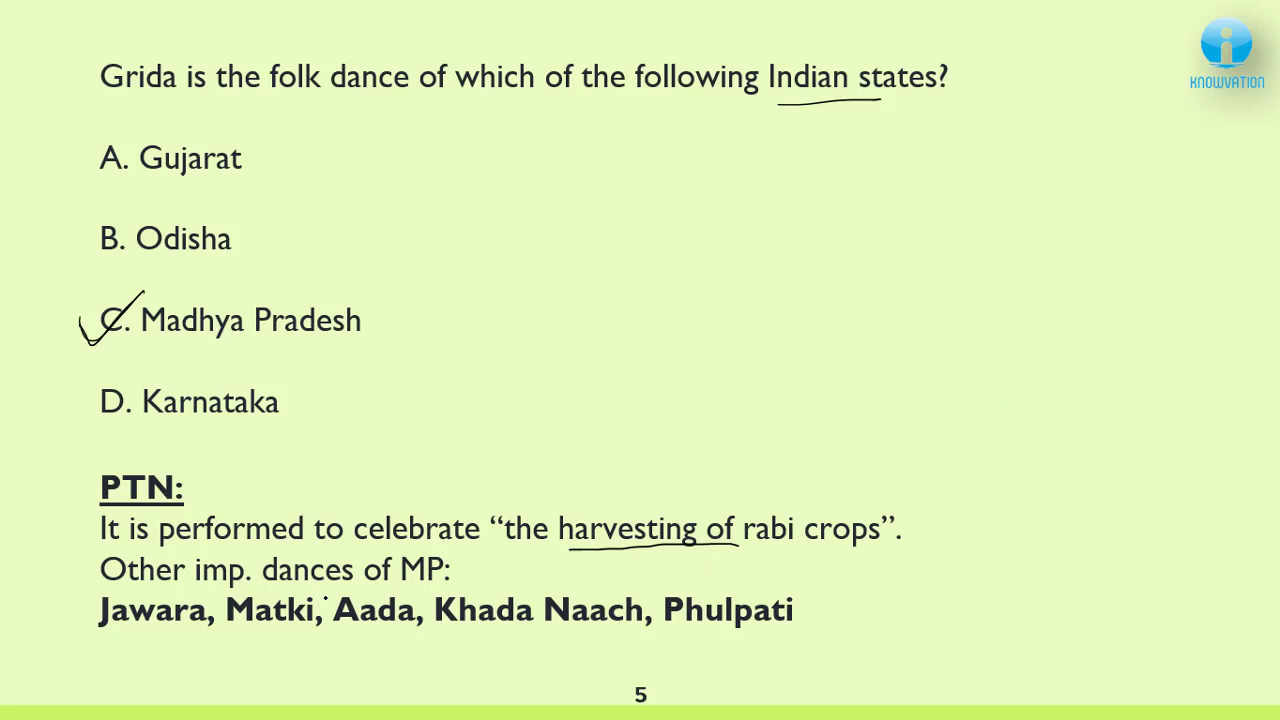 KNOWVATION
Grida is the folk dance of which of the following Indian states?
A. Gujarat
B. Odisha
C. Madhya Pradesh
D. Karnataka
PTN:
It is performed to celebrate “the harvesting of rabi crops”.
Other imp. dances of MP:
Jawara, Matki, Aada, Khada Naach, Phulpati
5